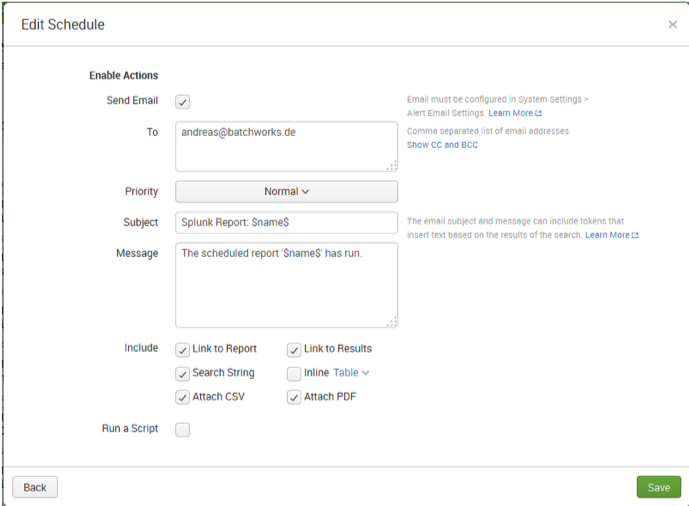 Edit Schedule
×
Enable Actions
Send Email
Email must be configured in System Settings >
Alert Email Settings. Learn More
To
andreas@batchworks.de
Comma separated list of email addresses.
Show CC and BCC
Priority
Normal
Subject
Splunk Report: $name$
The email subject and message can include tokens that
insert text based on the results of the search. Learn More
Message
The scheduled report '$name$' has run.
Include
Link to Report
Link to Results
Search String
Inline Table
Attach CSV
Attach PDF
Run a Script
Back
Save